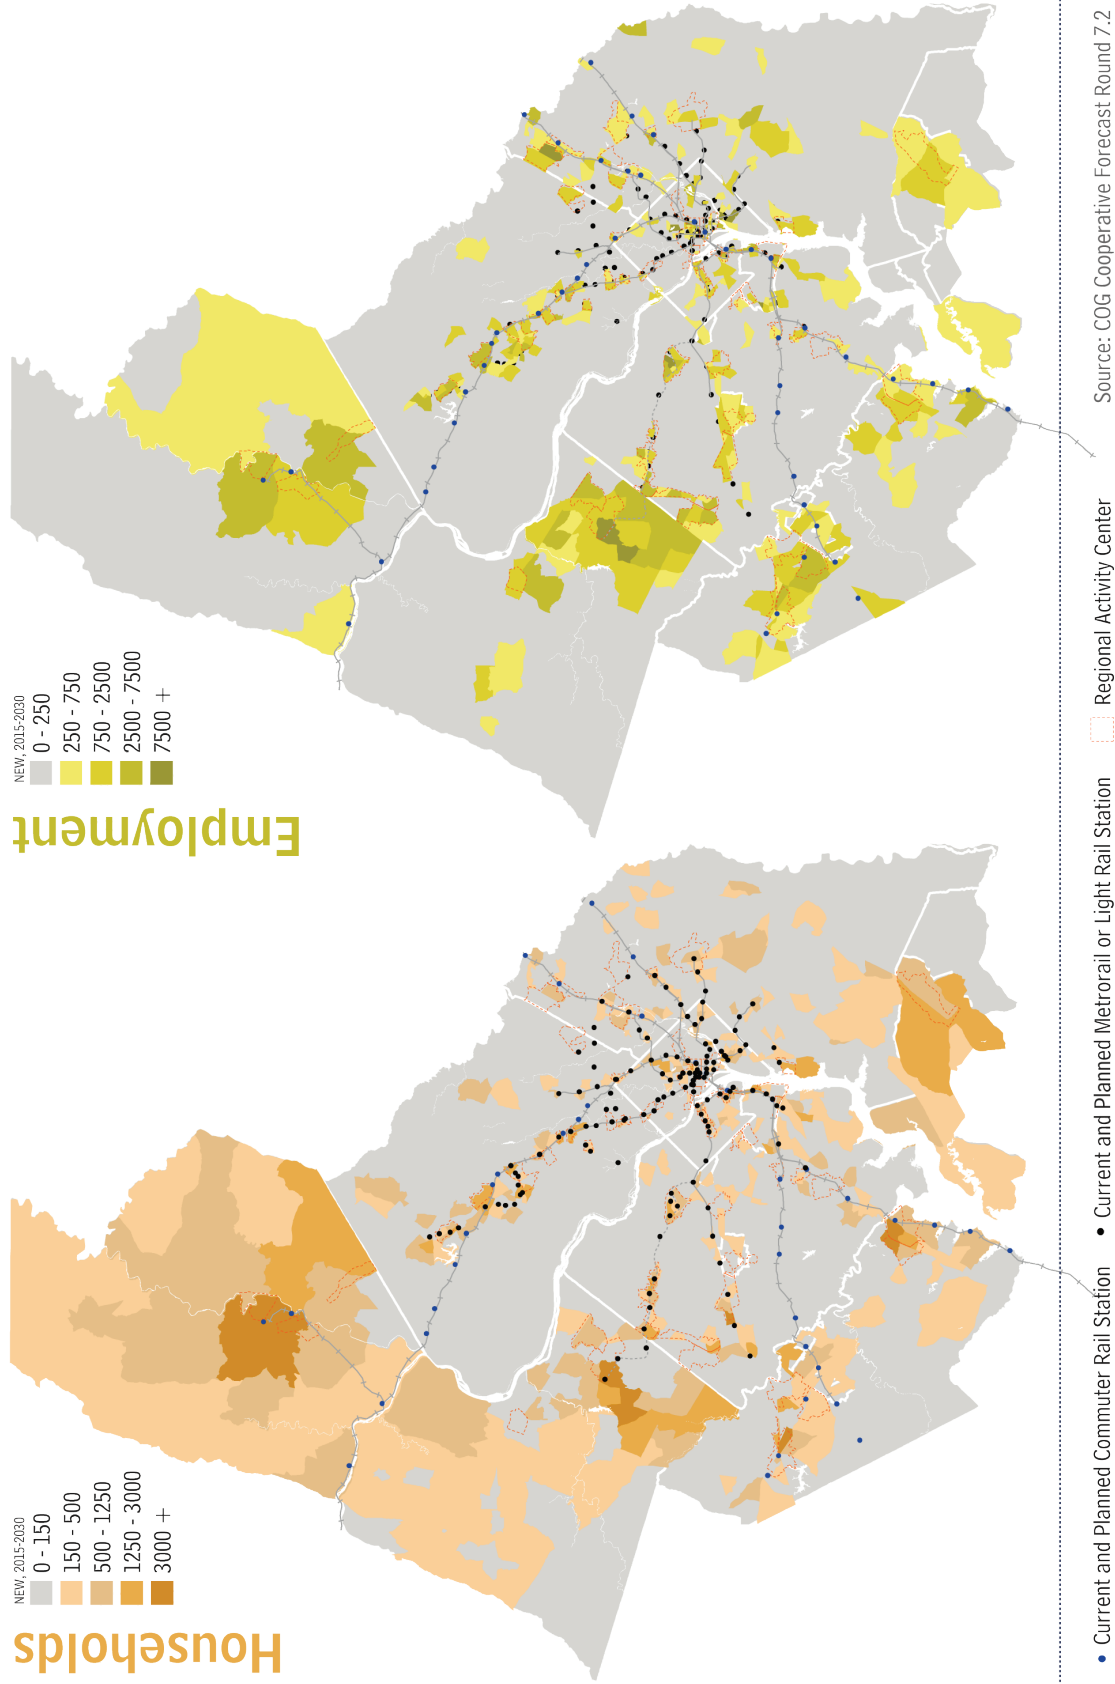 Households
NEW, 2015-2030
0 - 150
150 - 500
500 - 1250
1250 - 3000
3000 +
Employment
NEW, 2015-2030
0 - 250
250 - 750
750 - 2500
2500 - 7500
7500 +
Current and Planned Commuter Rail Station
Current and Planned Metrorail or Light Rail Station
Regional Activity Center
Source: COG Cooperative Forecast Round 7.2